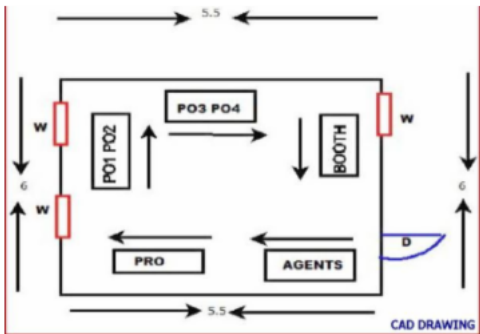 5.5
PO3 PO4
W
W
PO1 PO2
BOOTH
6
6
W
D
PRO
AGENTS
5.5
CAD DRAWING